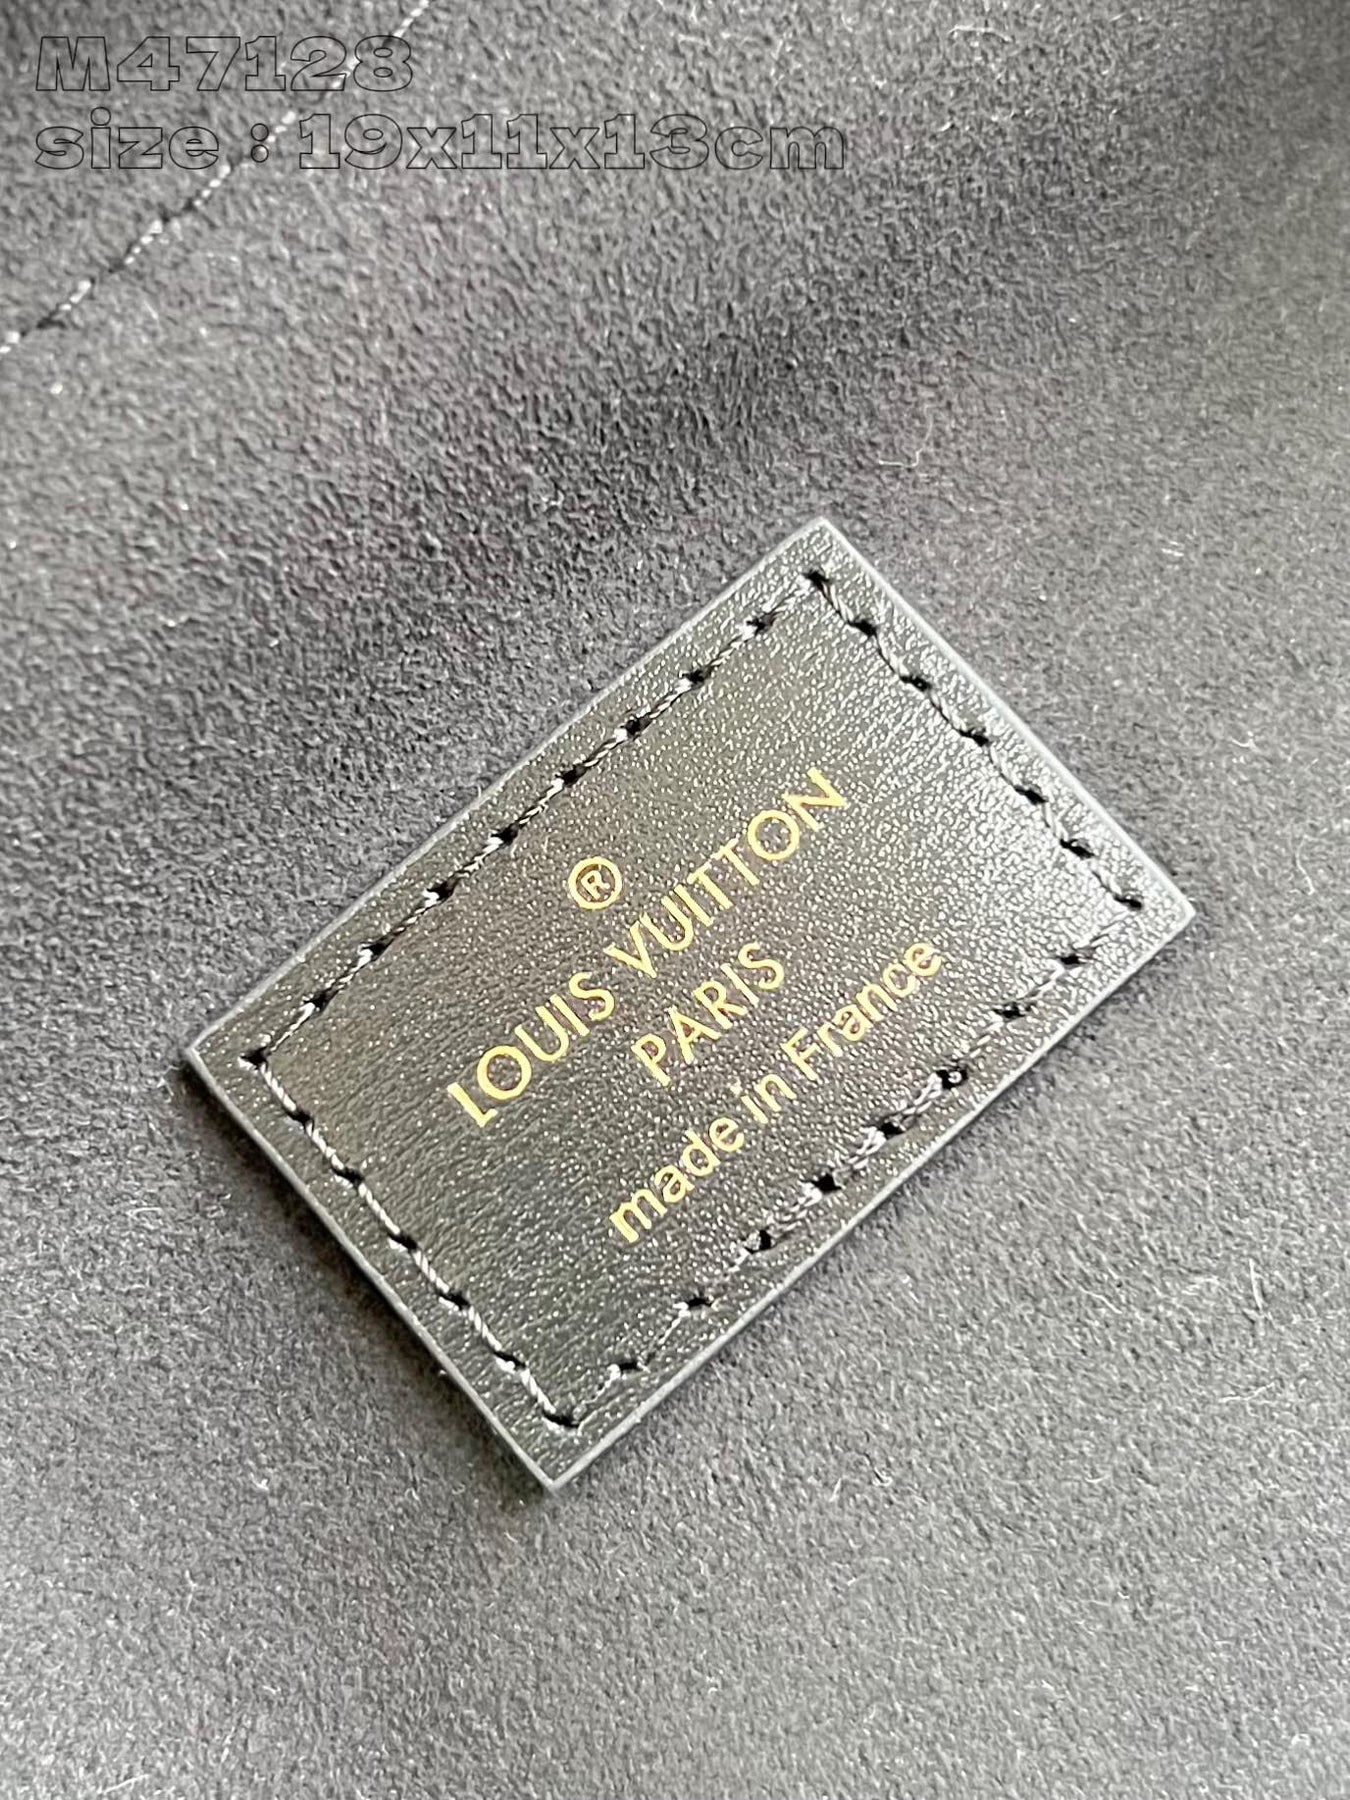 M47128
size : 19x11x13cm
®
LOUIS VUITTON
PARIS
made in France